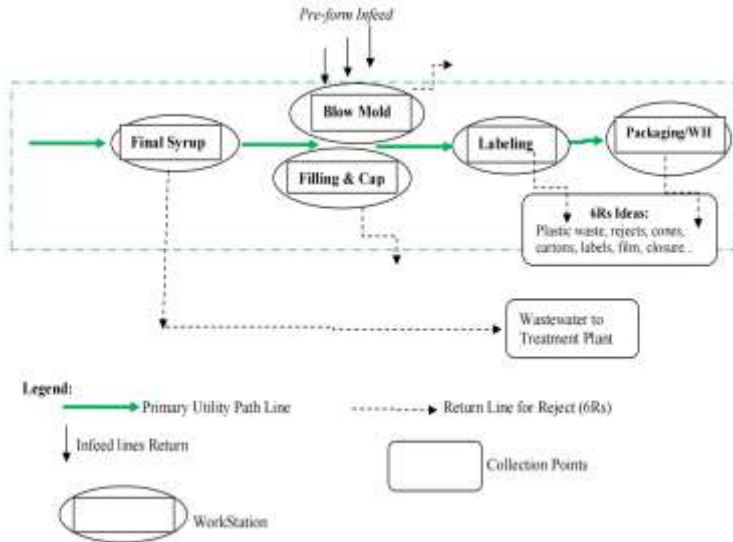 Pre-form Infeed
Blow Mold
Final Syrup
Labeling
Packaging/WH
Filling & Cap
6Rs Ideas:
Plastic waste, rejects, cones,
cartons, labels, film, closure...
Wastewater to
Treatment Plant
Legend:
Primary Utility Path Line
Return Line for Reject (6Rs)
Infeed lines Return
Collection Points
WorkStation